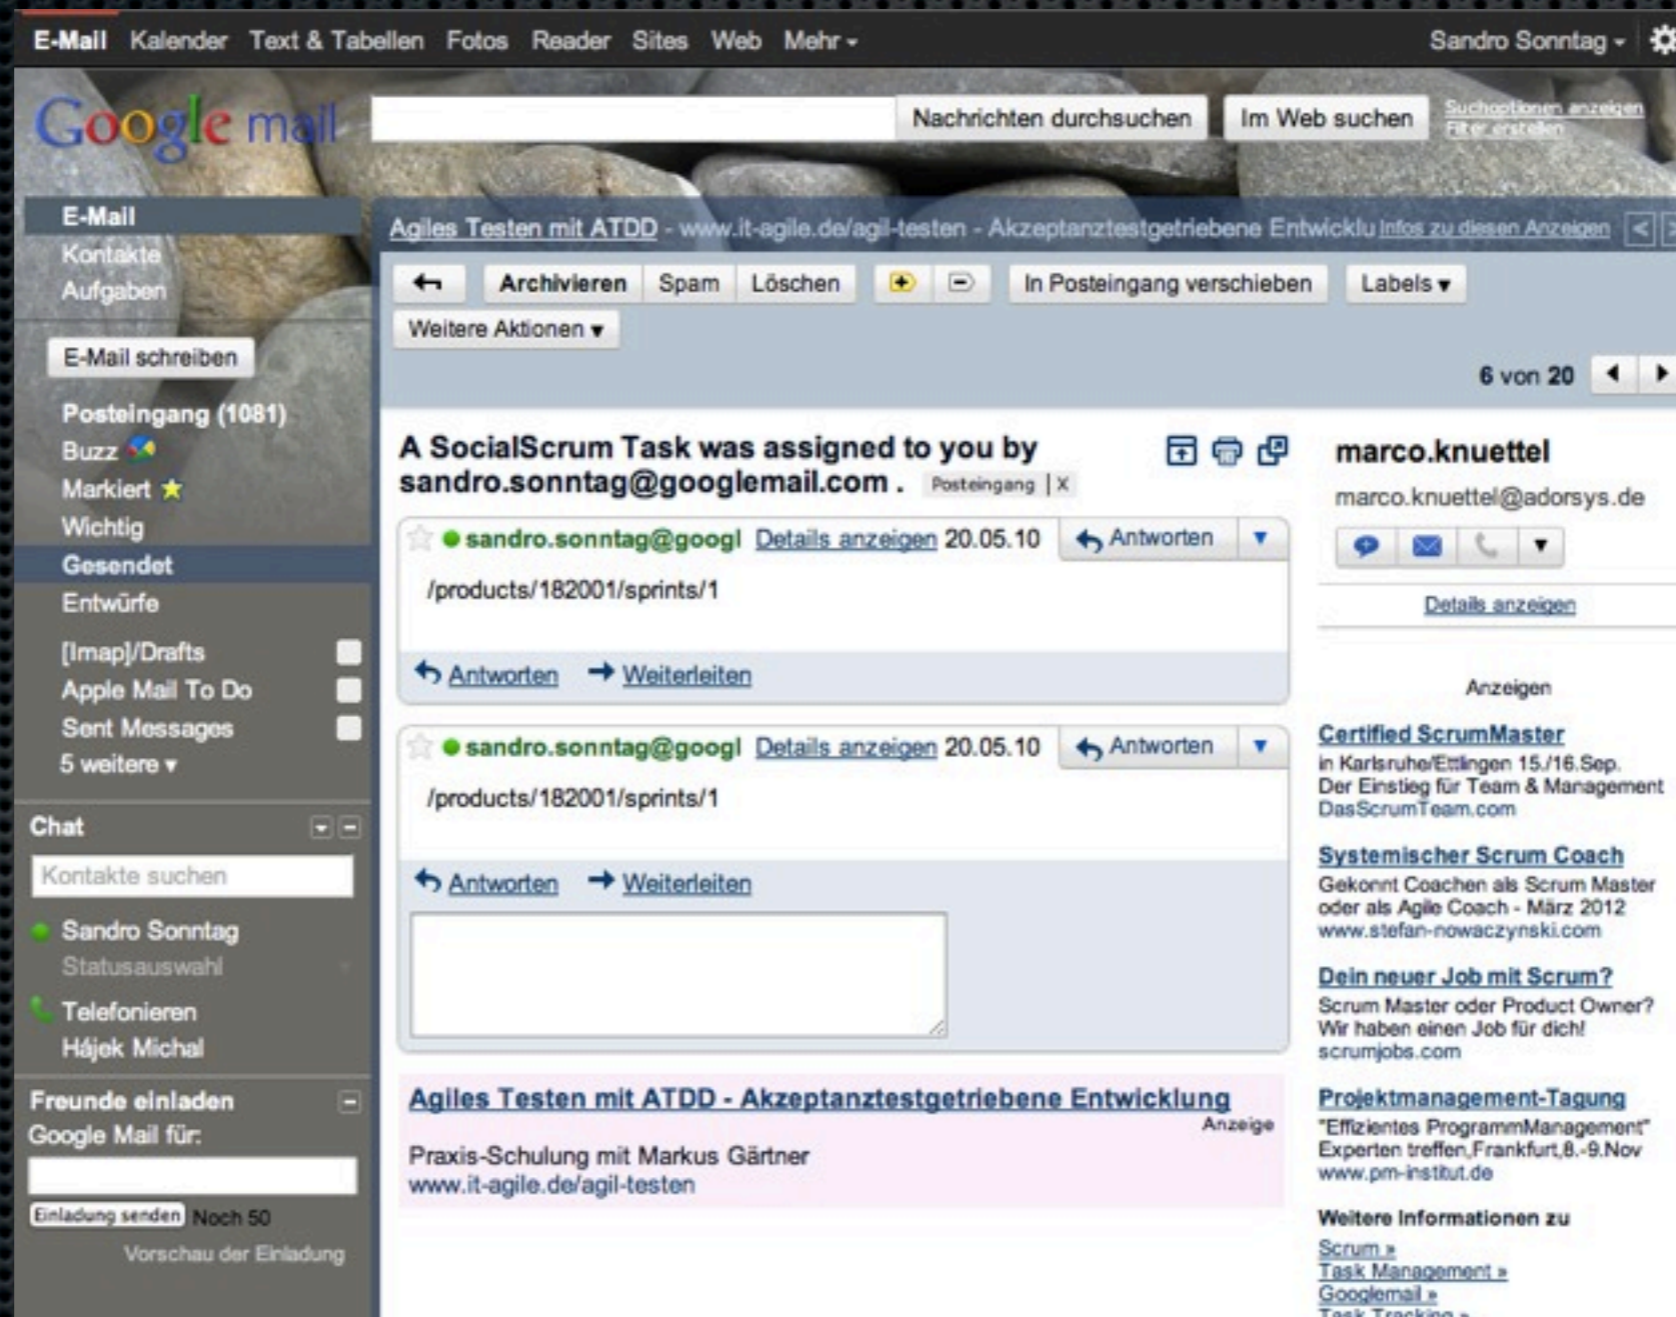 E-Mail Kalender Text & Tabellen Fotos Reader Sites Web Mehr
Sandro Sonntag
Google mail
Nachrichten durchsuchen
Im Web suchen
Suchoptionen anzeigen
Filter erstellen
E-Mail
Kontakte
Aufgaben
E-Mail schreiben
Posteingang (1081)
Buzz
Markiert
Wichtig
Gesendet
Entwürfe
[Imap]/Drafts
Apple Mail To Do
Sent Messages
5 weitere
Chat
Kontakte suchen
Sandro Sonntag
Statusauswahl
Telefonieren
Hájek Michal
Freunde einladen
Google Mail für:
Einladung senden Noch 50
Vorschau der Einladung
Agiles Testen mit ATDD - www.it-agile.de/agil-testen - Akzeptanztestgetriebene Entwicklu Infos zu diesen Anzeigen < >
Archivieren Spam Löschen In Posteingang verschieben Labels
Weitere Aktionen
6 von 20
A SocialScrum Task was assigned to you by
sandro.sonntag@googlemail.com . Posteingang | X
sandro.sonntag@googl Details anzeigen 20.05.10 Antworten
/products/182001/sprints/1
Antworten Weiterleiten
sandro.sonntag@googl Details anzeigen 20.05.10 Antworten
/products/182001/sprints/1
Antworten Weiterleiten
Agiles Testen mit ATDD - Akzeptanztestgetriebene Entwicklung
Anzeige
Praxis-Schulung mit Markus Gärtner
www.it-agile.de/agil-testen
marco.knuettel
marco.knuettel@adorsys.de
Details anzeigen
Anzeigen
Certified ScrumMaster
in Karlsruhe/Ettlingen 15./16.Sep.
Der Einstieg für Team & Management
DasScrumTeam.com
Systemischer Scrum Coach
Gekonnt Coachen als Scrum Master
oder als Agile Coach - März 2012
www.stefan-nowaczynski.com
Dein neuer Job mit Scrum?
Scrum Master oder Product Owner?
Wir haben einen Job für dich!
scrumjobs.com
Projektmanagement-Tagung
"Effizientes ProgrammManagement"
Experten treffen,Frankfurt,8.-9.Nov
www.pm-institut.de
Weitere Informationen zu
Scrum »
Task Management »
Googlemail »
Task Tracking »